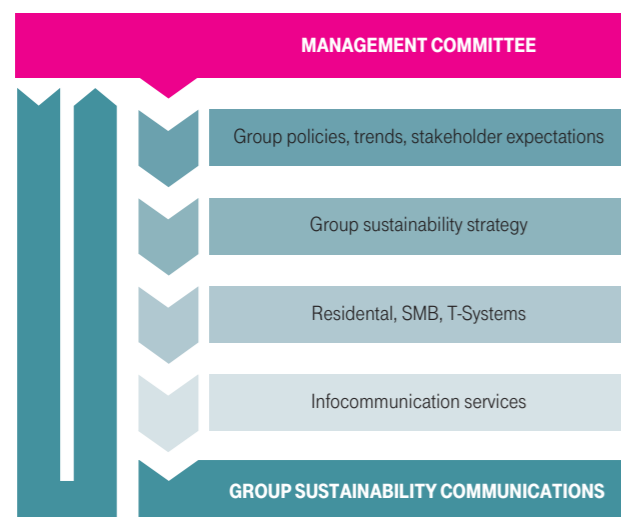 MANAGEMENT COMMITTEE
Group policies, trends, stakeholder expectations
Group sustainability strategy
Residental, SMB, T-Systems
Infocommunication services
GROUP SUSTAINABILITY COMMUNICATIONS